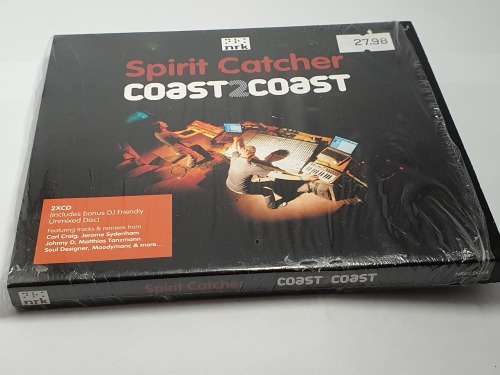 nrk
27.98
Spirit Catcher
coast2coast
2XCD
(Includes bonus DJ Friendly
Unmixed Disc)
Featuring tracks & remixes from
Carl Craig, Jerome Sydenham
Johnny D, Matthias Tanzmann
Soul Designer, Moodymanc & more...
nrk
Spirit Catcher
coast coast